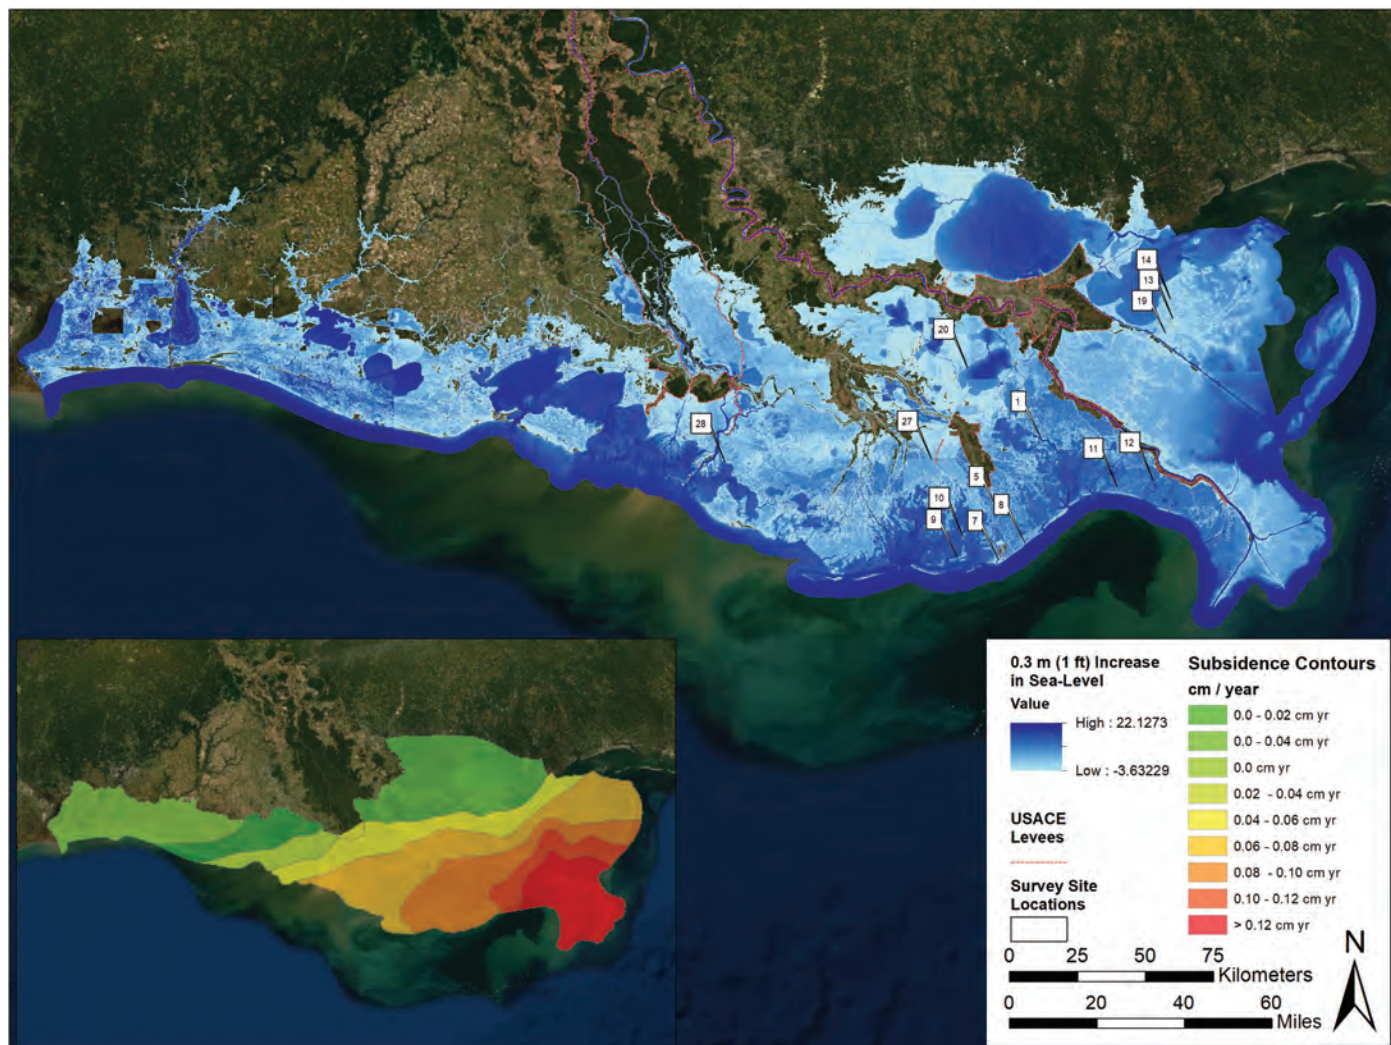 14
13
19
20
1
28
27
11
12
5
10
8
9
7
0.3 m (1 ft) Increase
in Sea-Level
Value
High : 22.1273
Low : -3.63229
USACE
Levees
Survey Site
Locations
Subsidence Contours
cm / year
0.0 - 0.02 cm yr
0.0 - 0.04 cm yr
0.0 cm yr
0.02 - 0.04 cm yr
0.04 - 0.06 cm yr
0.06 - 0.08 cm yr
0.08 - 0.10 cm yr
0.10 - 0.12 cm yr
> 0.12 cm yr
N
0 25 50 75
Kilometers
0 20 40 60
Miles